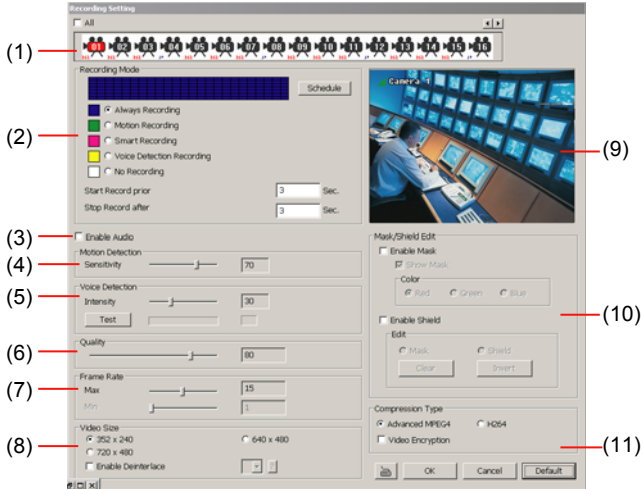 Recording Setting
All
(1)
01 02 03 04 05 06 07 08 09 10 11 12 13 14 15 16
Recording Mode
Schedule
(2)
Always Recording
Motion Recording
Smart Recording
Voice Detection Recording
No Recording
Start Record prior 3 Sec.
Stop Record after 3 Sec.
Camera 1
(9)
(3) Enable Audio
Motion Detection
(4) Sensitivity 70
Voice Detection
(5) Intensity 30
Test
Quality
(6) 80
Frame Rate
(7) Max 15
Min 1
Video Size
(8) 352 x 240 640 x 480
720 x 480
Enable Deinterlace
Mask/Shield Edit
Enable Mask
Show Mask
Color
Red Green Blue
(10)
Enable Shield
Edit
Mask Shield
Clear Invert
Compression Type
Advanced MPEG4 H264
Video Encryption
(11)
OK Cancel Default